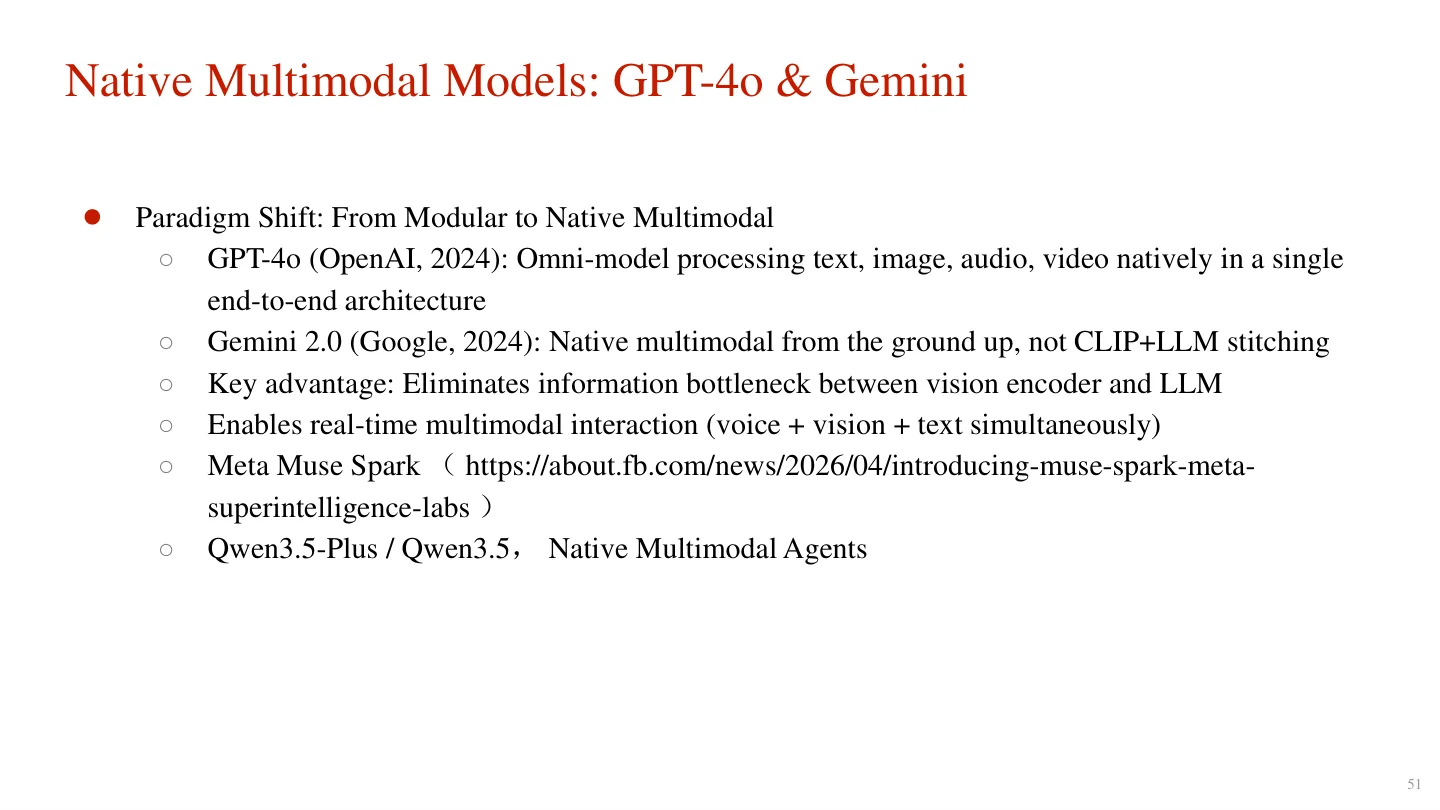 Native Multimodal Models: GPT-4o & Gemini
● Paradigm Shift: From Modular to Native Multimodal
○ GPT-4o (OpenAI, 2024): Omni-model processing text, image, audio, video natively in a single
end-to-end architecture
○ Gemini 2.0 (Google, 2024): Native multimodal from the ground up, not CLIP+LLM stitching
○ Key advantage: Eliminates information bottleneck between vision encoder and LLM
○ Enables real-time multimodal interaction (voice + vision + text simultaneously)
○ Meta Muse Spark （ https://about.fb.com/news/2026/04/introducing-muse-spark-meta-
superintelligence-labs ）
○ Qwen3.5-Plus / Qwen3.5， Native Multimodal Agents
51